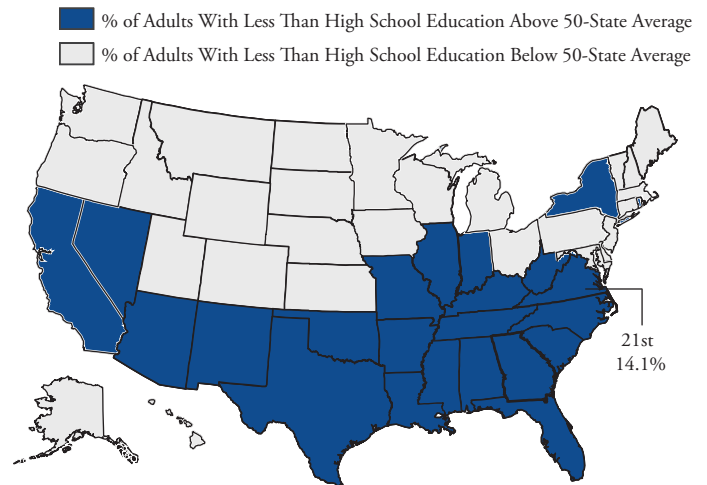 % of Adults With Less Than High School Education Above 50-State Average
% of Adults With Less Than High School Education Below 50-State Average
21st
14.1%